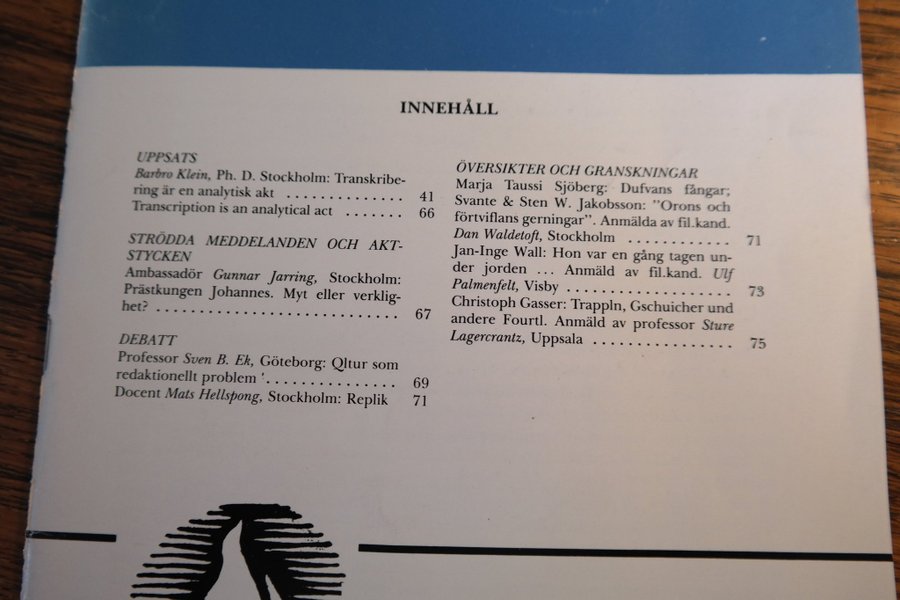 INNEHÅLL
UPPSATS
Barbro Klein, Ph. D. Stockholm: Transkribe-
ring är en analytisk akt .............. 41
Transcription is an analytical act ....... 66
STRÖDDA MEDDELANDEN OCH AKT-
STYCKEN
Ambassadör Gunnar Jarring, Stockholm:
Prästkungen Johannes. Myt eller verklig-
het? ............................. 67
DEBATT
Professor Sven B. Ek, Göteborg: Qltur som
redaktionellt problem '............... 69
Docent Mats Hellspong, Stockholm: Replik 71
ÖVERSIKTER OCH GRANSKNINGAR
Marja Taussi Sjöberg: Dufvans fångar;
Svante & Sten W. Jakobsson: "Orons och
förtviflans gerningar". Anmälda av fil.kand.
Dan Waldetoft, Stockholm ............ 71
Jan-Inge Wall: Hon var en gång tagen un-
der jorden ... Anmäld av fil.kand. Ulf
Palmenfelt, Visby ................... 73
Christoph Gasser: Trappln, Gschuicher und
andere Fourtl. Anmäld av professor Sture
Lagercrantz, Uppsala ................ 75